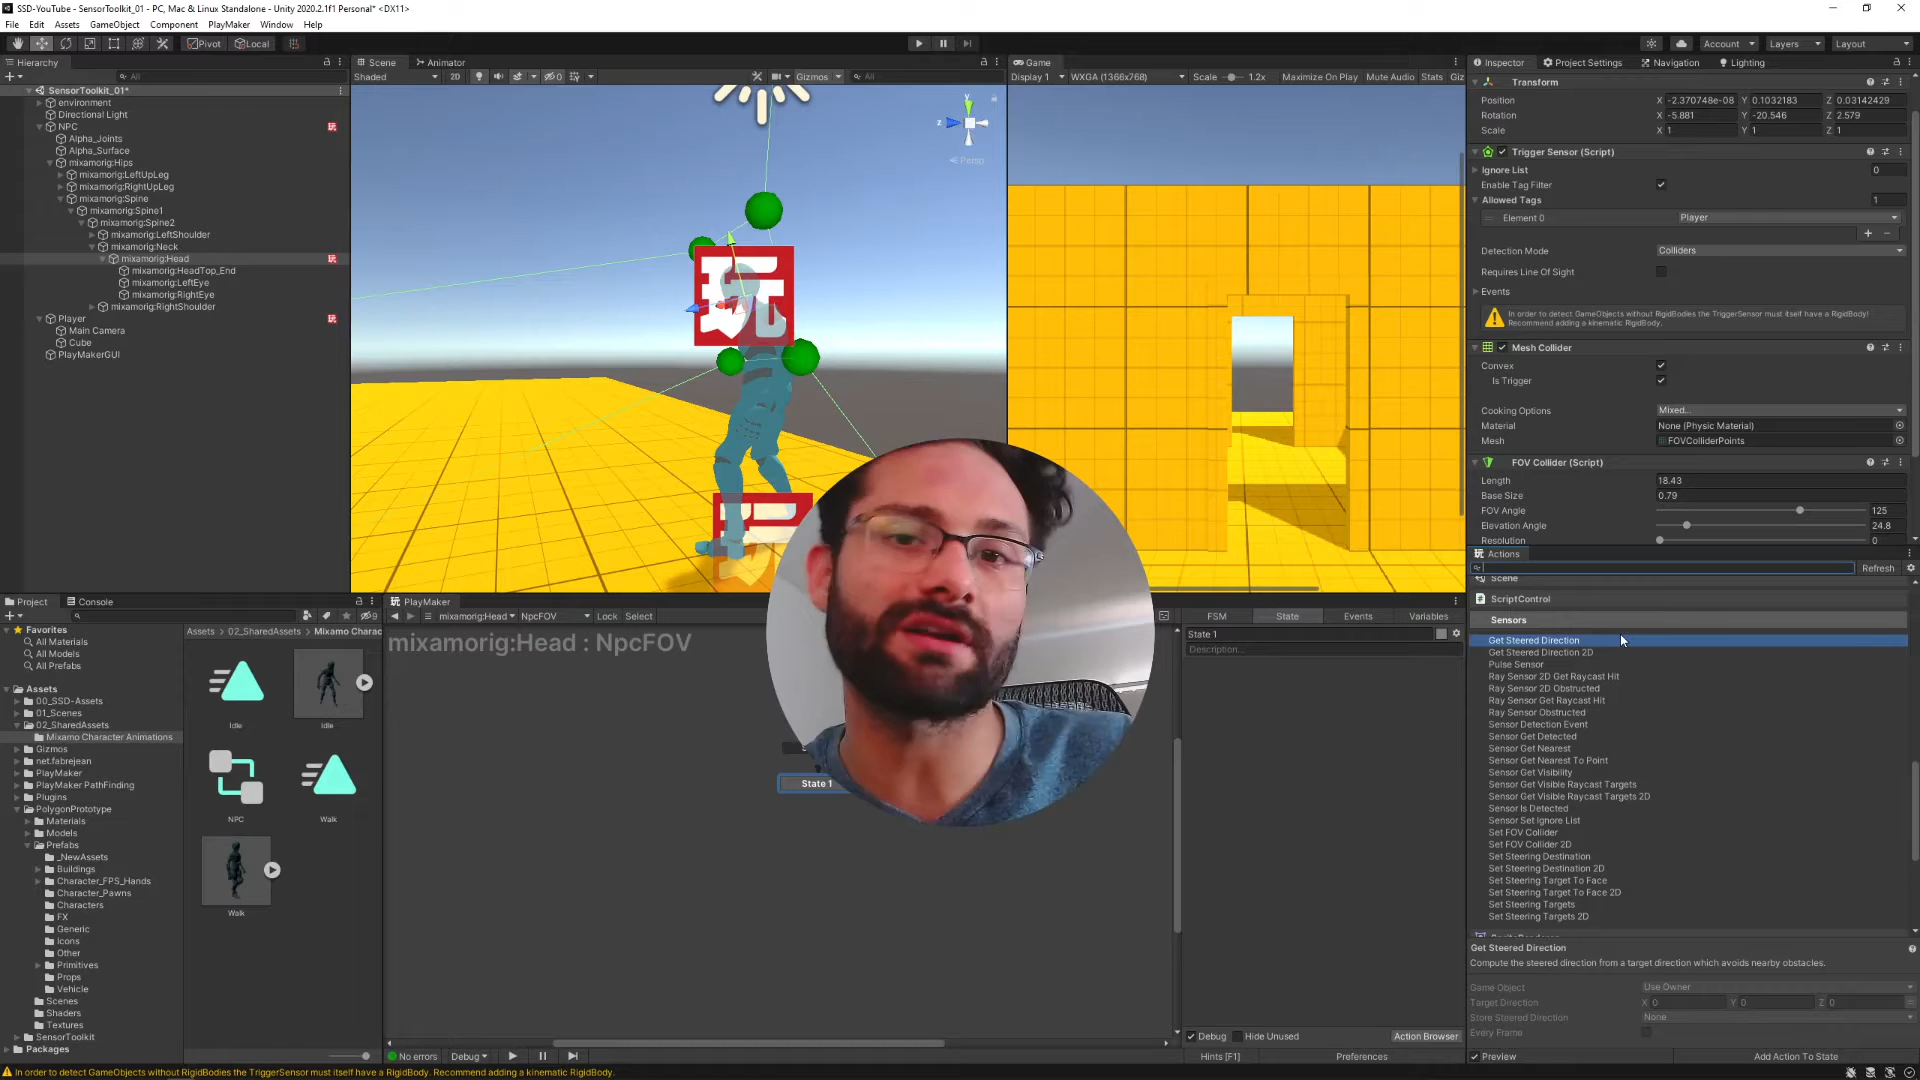 SSD-YouTube - SensorToolkit_01 - PC, Mac & Linux Standalone - Unity 2020.2.1f1 Personal* <DX11>
File Edit Assets GameObject Component PlayMaker Window Help
Pivot Local Account Layers Layout
Hierarchy
All
SensorToolkit_01*
environment
Directional Light
NPC
Alpha_Joints
Alpha_Surface
mixamorig:Hips
mixamorig:LeftUpLeg
mixamorig:RightUpLeg
mixamorig:Spine
mixamorig:Spine1
mixamorig:Spine2
mixamorig:LeftShoulder
mixamorig:Neck
mixamorig:Head
mixamorig:HeadTop_End
mixamorig:LeftEye
mixamorig:RightEye
mixamorig:RightShoulder
Player
Main Camera
Cube
PlayMakerGUI
Scene Animator
Shaded 2D Gizmos All
y
z
Persp
玩
Game
Display 1 WXGA (1366x768) Scale 1.2x Maximize On Play Mute Audio Stats Giz
Inspector Project Settings Navigation Lighting
Transform
Position X -2.370748e-08 Y 0.1032183 Z 0.03142429
Rotation X -5.881 Y -20.546 Z 2.579
Scale X 1 Y 1 Z 1
Trigger Sensor (Script)
Ignore List 0
Enable Tag Filter
Allowed Tags 1
Element 0 Player
Detection Mode Colliders
Requires Line Of Sight
Events
In order to detect GameObjects without RigidBodies the TriggerSensor must itself have a RigidBody!
Recommend adding a kinematic RigidBody.
Mesh Collider
Convex
Is Trigger
Cooking Options Mixed...
Material None (Physic Material)
Mesh FOVColliderPoints
FOV Collider (Script)
Length 18.43
Base Size 0.79
FOV Angle 125
Elevation Angle 24.8
Resolution 0
Actions
Refresh
Scene
ScriptControl
Sensors
Get Steered Direction
Get Steered Direction 2D
Pulse Sensor
Ray Sensor 2D Get Raycast Hit
Ray Sensor 2D Obstructed
Ray Sensor Get Raycast Hit
Ray Sensor Obstructed
Sensor Detection Event
Sensor Get Detected
Sensor Get Nearest
Sensor Get Nearest To Point
Sensor Get Visibility
Sensor Get Visible Raycast Targets
Sensor Get Visible Raycast Targets 2D
Sensor Is Detected
Sensor Set Ignore List
Set FOV Collider
Set FOV Collider 2D
Set Steering Destination
Set Steering Destination 2D
Set Steering Target To Face
Set Steering Target To Face 2D
Set Steering Targets
Set Steering Targets 2D
Get Steered Direction
Compute the steered direction from a target direction which avoids nearby obstacles.
Game Object Use Owner
Target Direction X 0 Y 0 Z 0
Store Steered Direction None
Every Frame
Preview Add Action To State
Project Console
9
Favorites
All Materials
All Models
All Prefabs
Assets
00_SSD-Assets
01_Scenes
02_SharedAssets
Mixamo Character Animations
Gizmos
net.fabrejean
PlayMaker
PlayMaker PathFinding
Plugins
PolygonPrototype
Materials
Models
Prefabs
_NewAssets
Buildings
Character_FPS_Hands
Character_Pawns
Characters
FX
Generic
Icons
Other
Primitives
Props
Vehicle
Scenes
Shaders
Textures
SensorToolkit
Packages
Assets > 02_SharedAssets > Mixamo Charac
Idle Idle
NPC Walk
Walk
PlayMaker
mixamorig:Head NpcFOV Lock Select
mixamorig:Head : NpcFOV
State 1
No errors Debug
FSM State Events Variables
State 1
Description...
Debug Hide Unused Action Browser
Hints [F1] Preferences
In order to detect GameObjects without RigidBodies the TriggerSensor must itself have a RigidBody. Recommend adding a kinematic RigidBody.